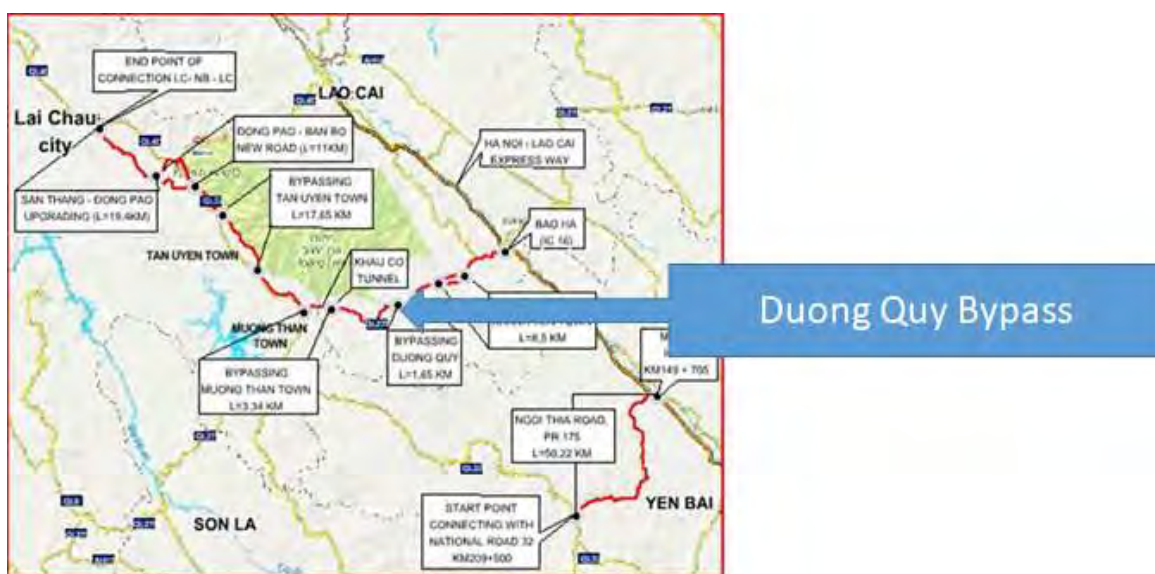 END POINT OF
CONNECTION LC- NB - LC
LAO CAI
Lai Chau
city
DONG PAO - BAN BO
NEW ROAD (L=11KM)
HA NOI - LAO CAI
EXPRESS WAY
SAN THANG - DONG PAO
UPGRADING (L=19.4KM)
BYPASSING
TAN UYEN TOWN
L=17,65 KM
BAO HA
(IC 16)
TAN UYEN TOWN
KHAU CO
TUNNEL
Duong Quy Bypass
MUONG THAN
TOWN
BYPASSING
DUONG QUY
L=1,65 KM
L=6,5 KM
BYPASSING
MUONG THAN TOWN
L=3.34 KM
KM149 + 705
NGOI THIA ROAD,
PR 175
L=50,22 KM
YEN BAI
SON LA
START POINT
CONNECTING WITH
NATIONAL ROAD 32
KM209+500